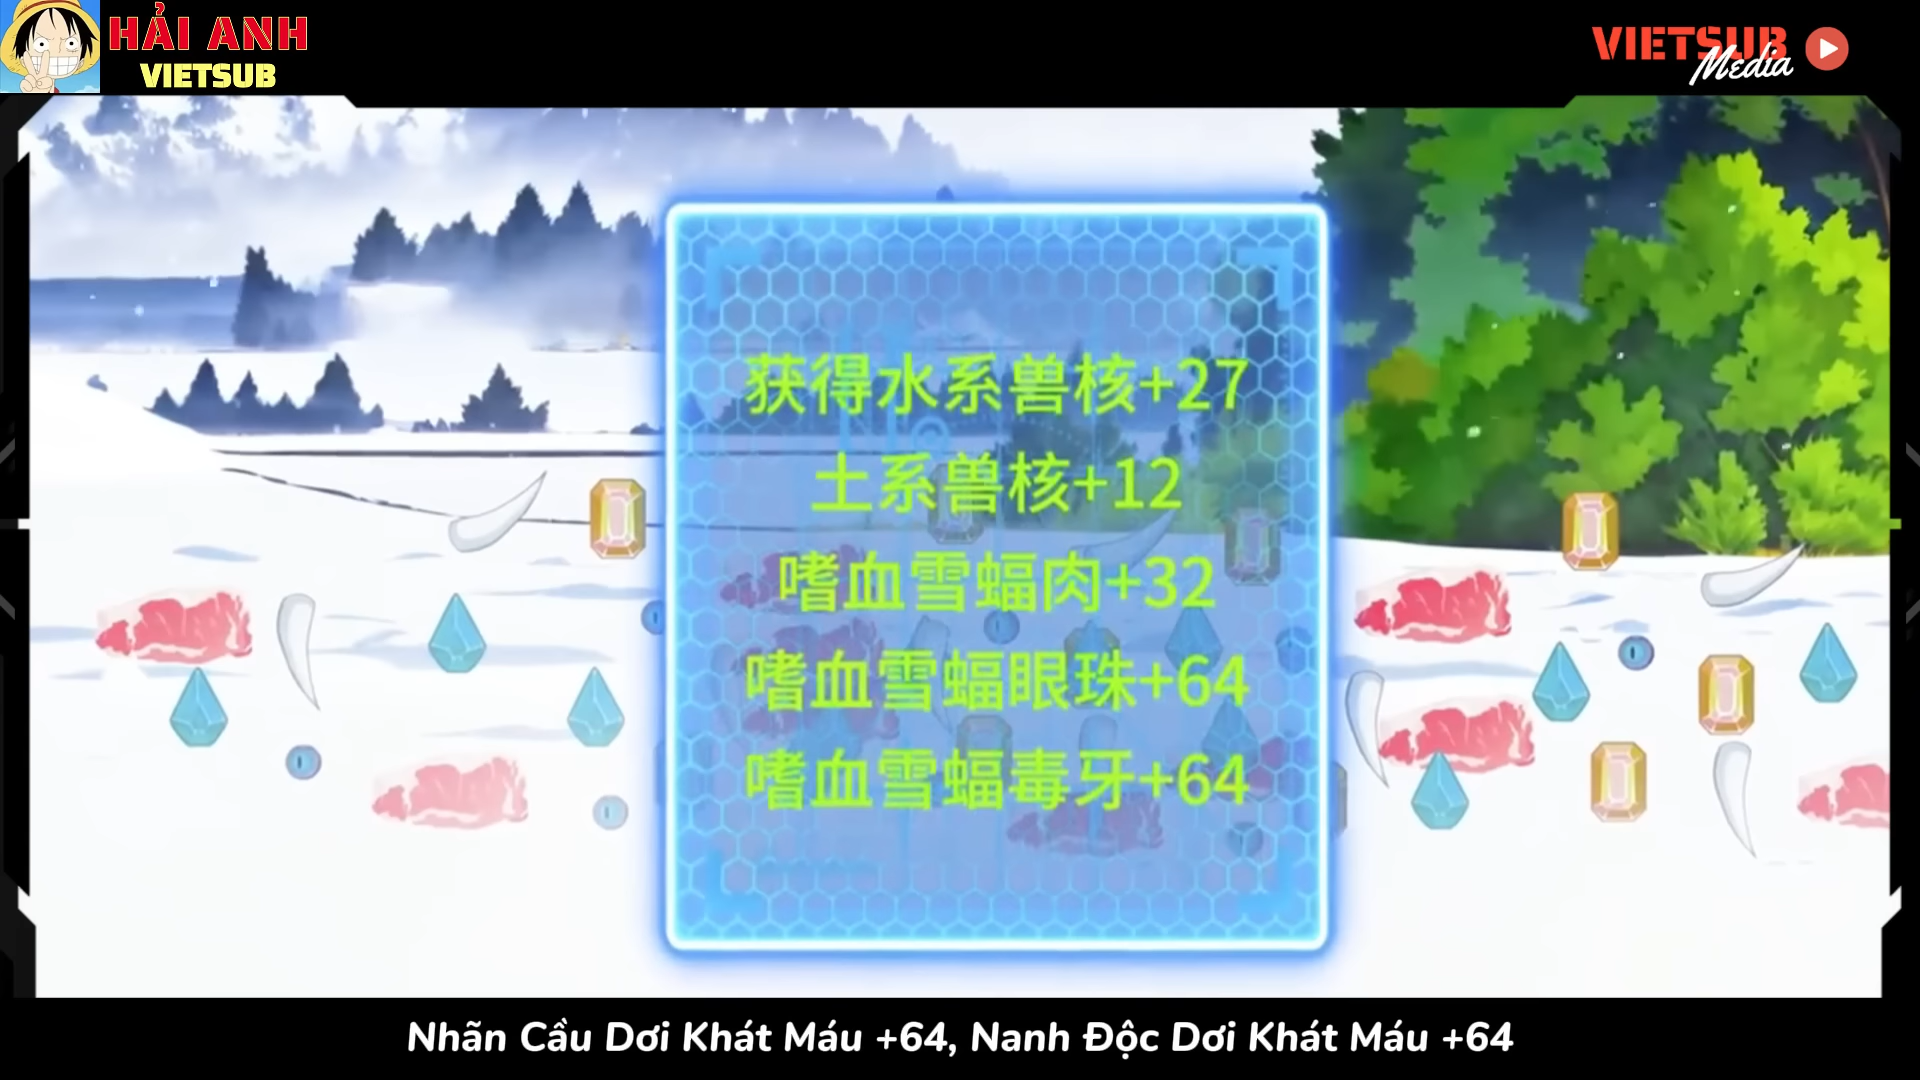 HẢI ANH
VIETSUB
VIETSUB
Media
获得水系兽核+27
土系兽核+12
嗜血雪蝠肉+32
嗜血雪蝠眼珠+64
嗜血雪蝠毒牙+64
Nhãn Cầu Dơi Khát Máu +64, Nanh Độc Dơi Khát Máu +64